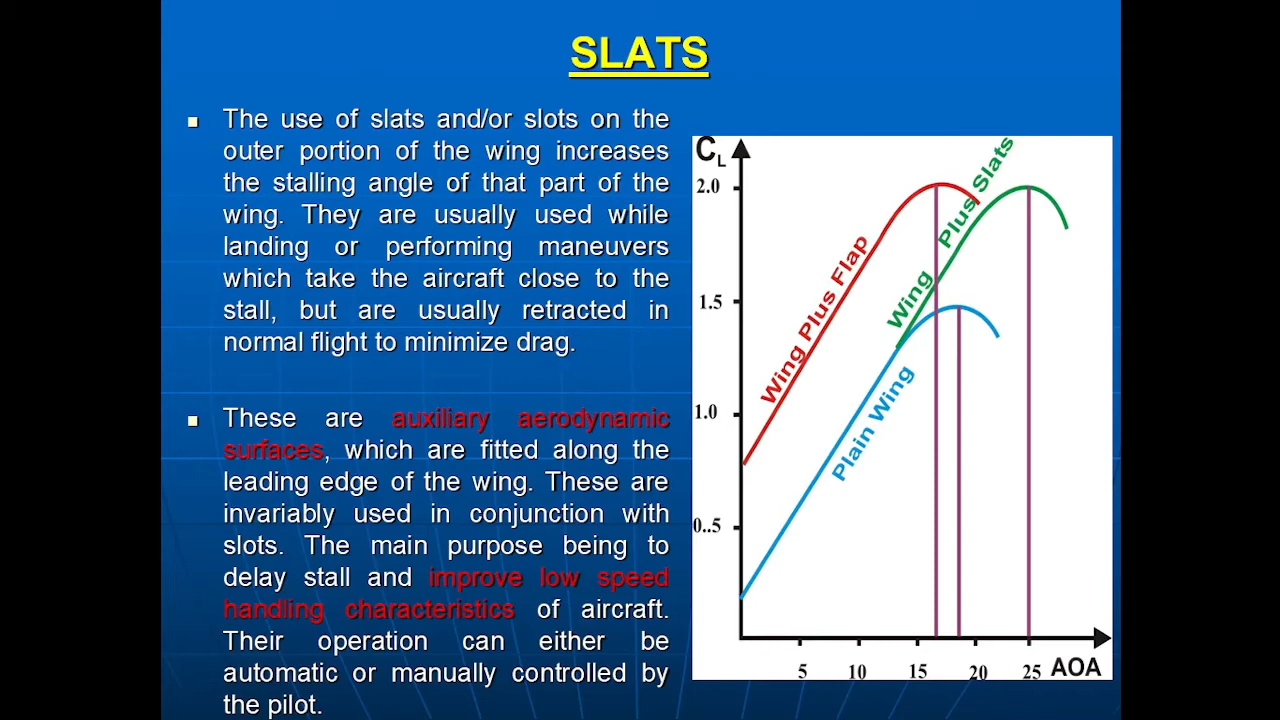 SLATS
The use of slats and/or slots on the
outer portion of the wing increases
the stalling angle of that part of the
wing. They are usually used while
landing or performing maneuvers
which take the aircraft close to the
stall, but are usually retracted in
normal flight to minimize drag.
These are auxiliary aerodynamic
surfaces, which are fitted along the
leading edge of the wing. These are
invariably used in conjunction with
slots. The main purpose being to
delay stall and improve low speed
handling characteristics of aircraft.
Their operation can either be
automatic or manually controlled by
the pilot.
CL
2.0
1.5
1.0
0..5
Wing Plus Flap
Wing Plus Slats
Plain Wing
5 10 15 20 25 AOA